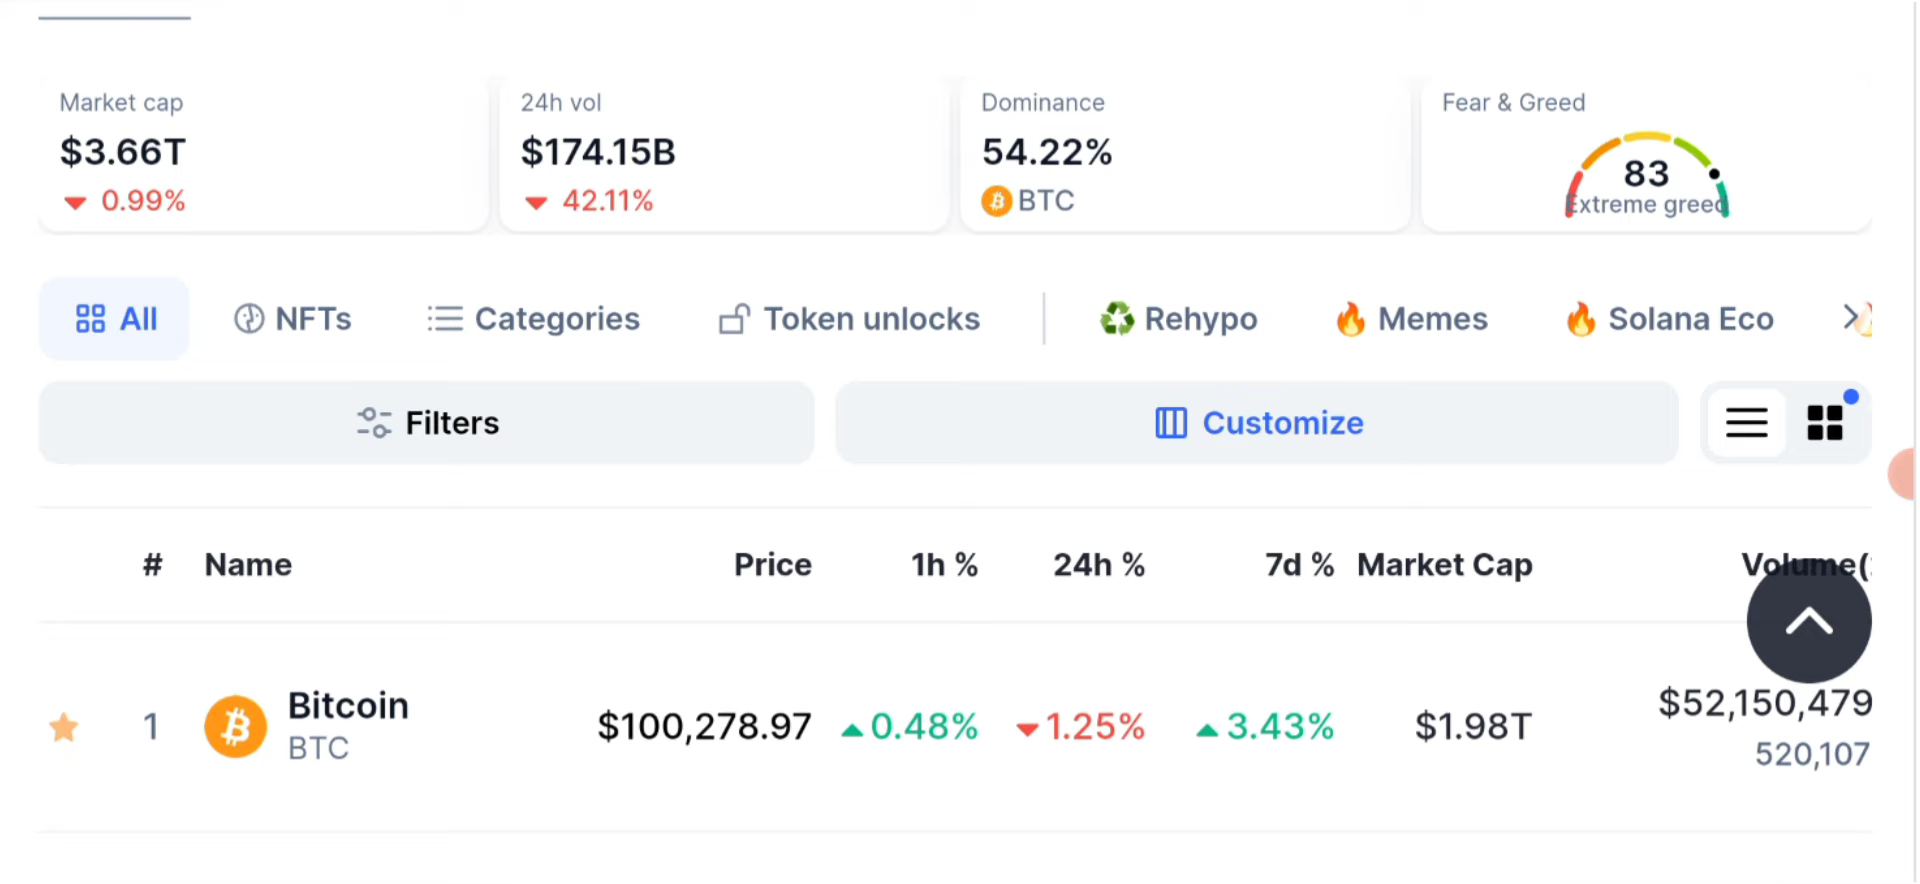 Market cap
$3.66T
0.99%
24h vol
$174.15B
42.11%
Dominance
54.22%
BTC
Fear & Greed
83
Extreme greed
All NFTs Categories Token unlocks Rehypo Memes Solana Eco
Filters Customize
# Name Price 1h % 24h % 7d % Market Cap Volume(
1 Bitcoin BTC $100,278.97 0.48% 1.25% 3.43% $1.98T $52,150,479
520,107